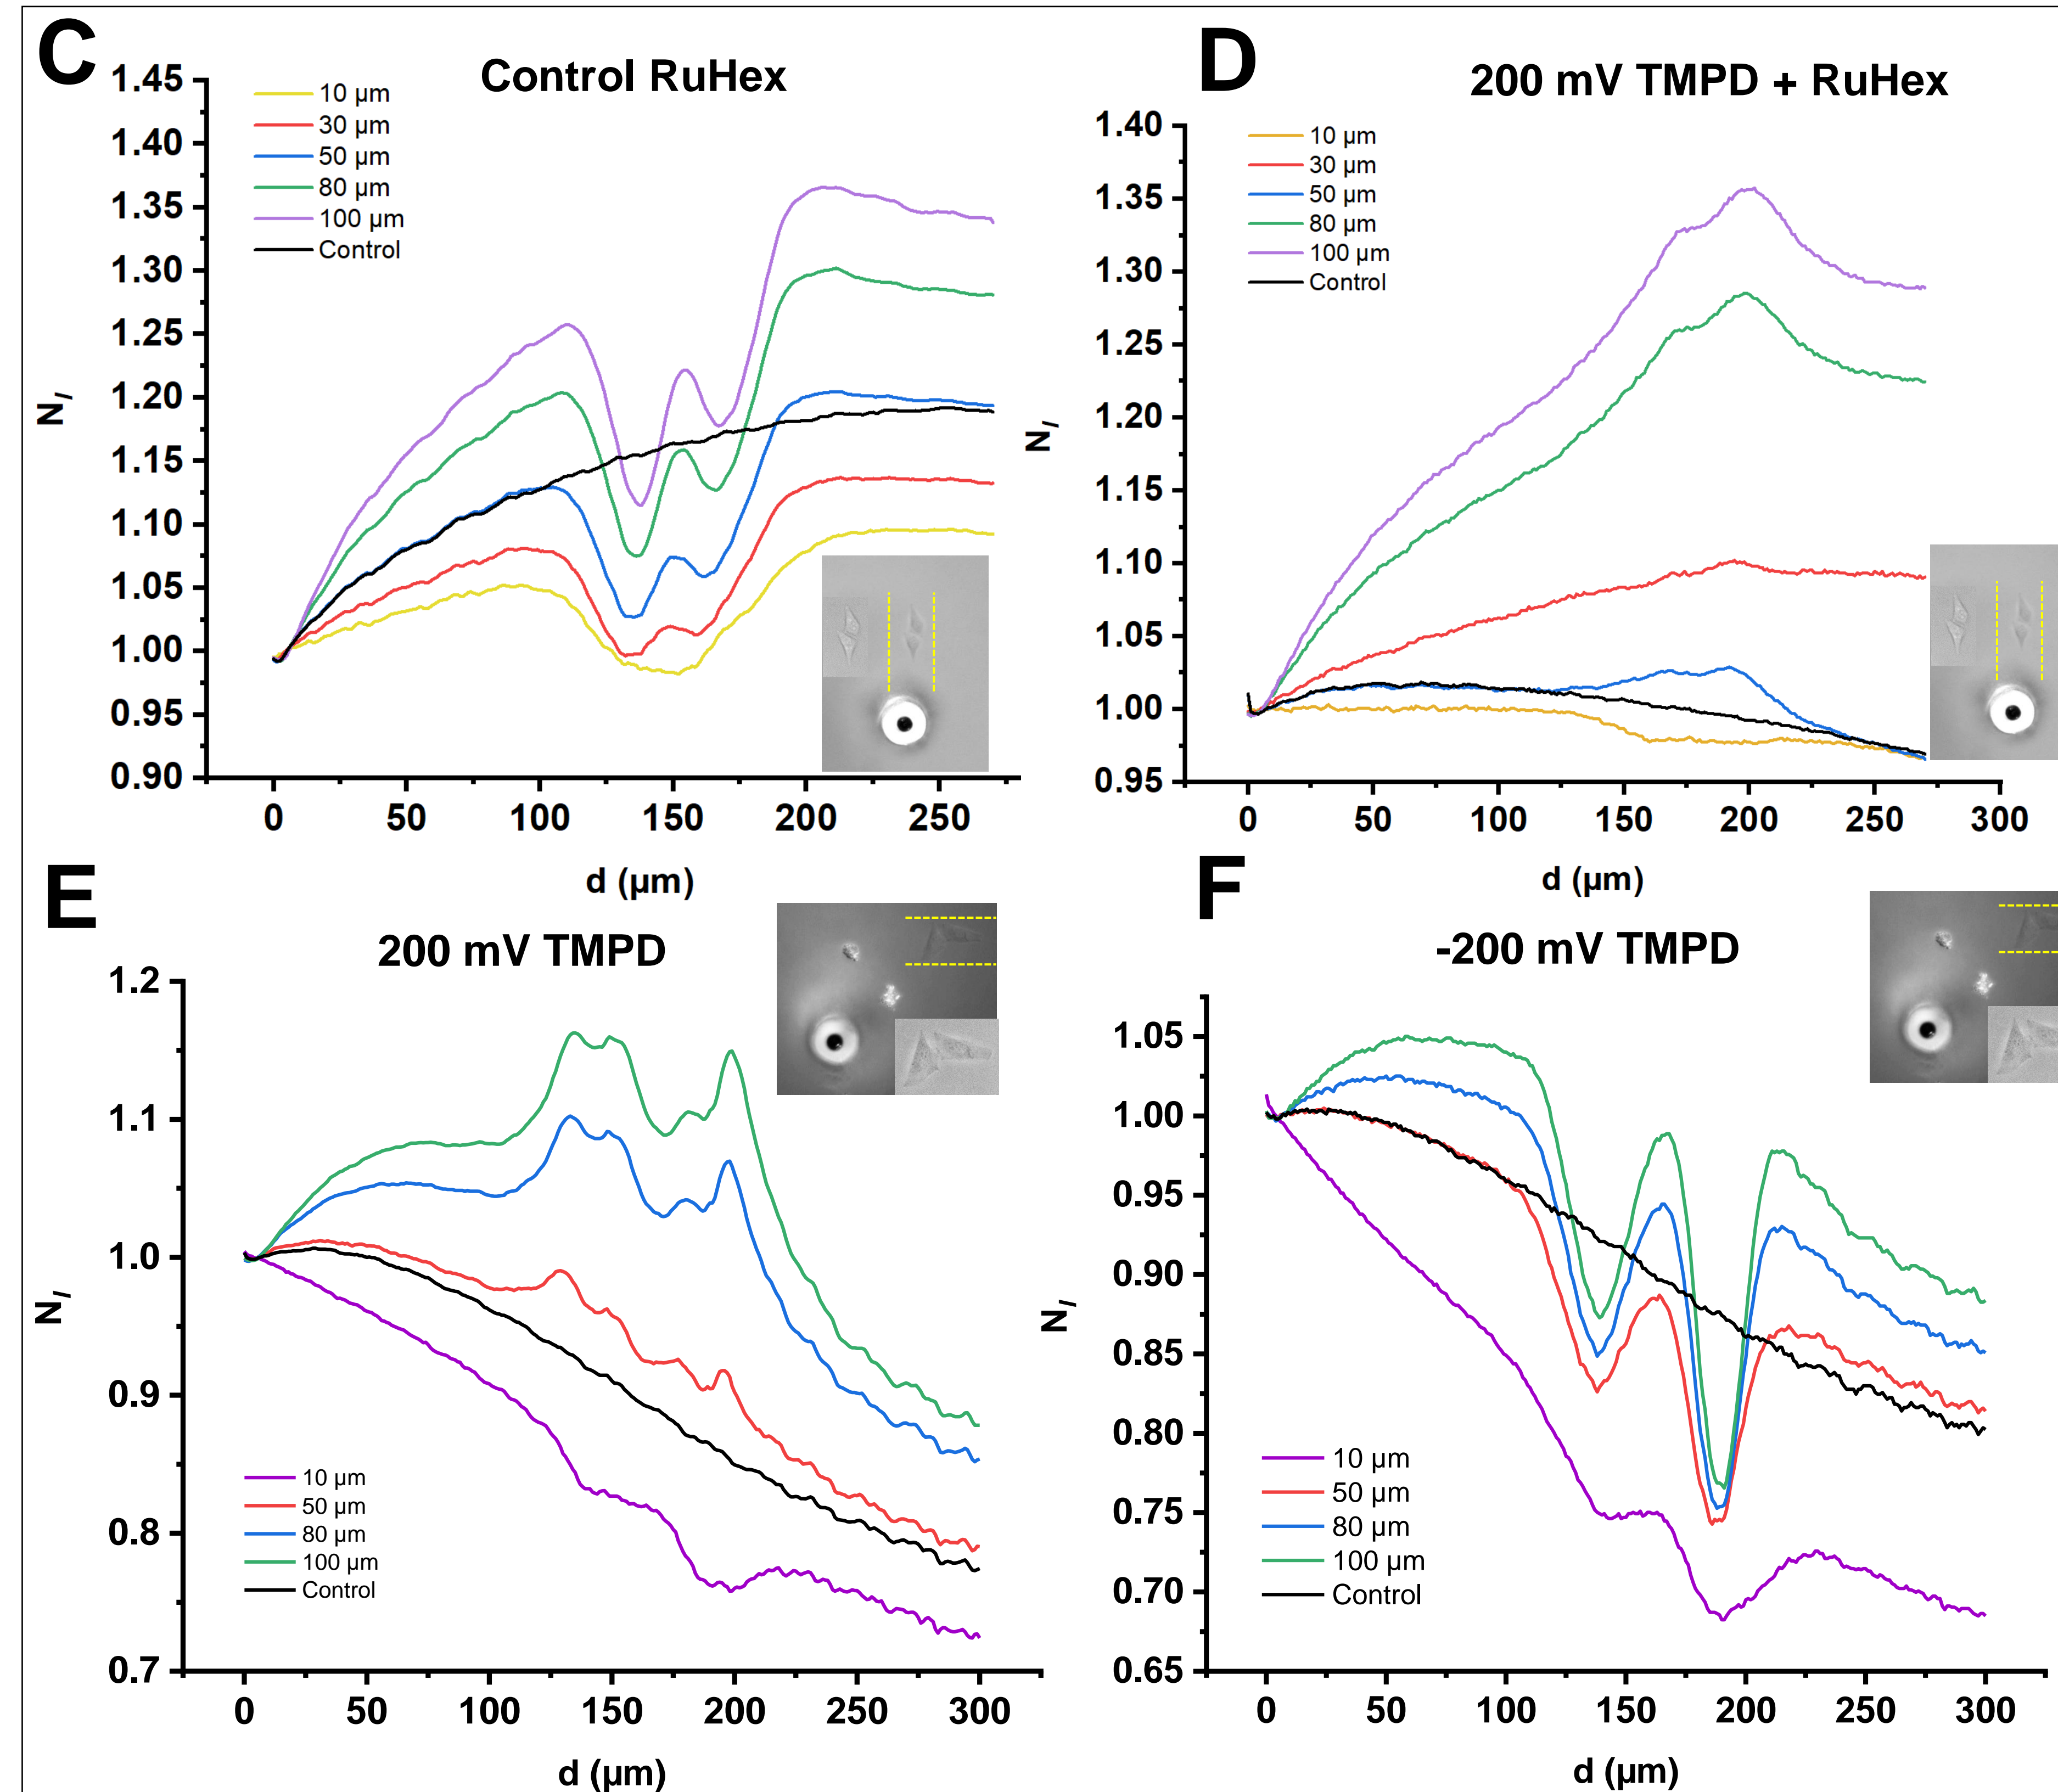 C
Control RuHex
1.45
1.40
1.35
1.30
1.25
1.20
1.15
1.10
1.05
1.00
0.95
0.90
10 µm
30 µm
50 µm
80 µm
100 µm
Control
N_I
0
50
100
150
200
250
d (µm)
D
200 mV TMPD + RuHex
1.40
1.35
1.30
1.25
1.20
1.15
1.10
1.05
1.00
0.95
10 µm
30 µm
50 µm
80 µm
100 µm
Control
N_I
0
50
100
150
200
250
300
d (µm)
E
200 mV TMPD
1.2
1.1
1.0
0.9
0.8
0.7
N_I
10 µm
50 µm
80 µm
100 µm
Control
0
50
100
150
200
250
300
d (µm)
F
-200 mV TMPD
1.05
1.00
0.95
0.90
0.85
0.80
0.75
0.70
0.65
N_I
10 µm
50 µm
80 µm
100 µm
Control
0
50
100
150
200
250
300
d (µm)